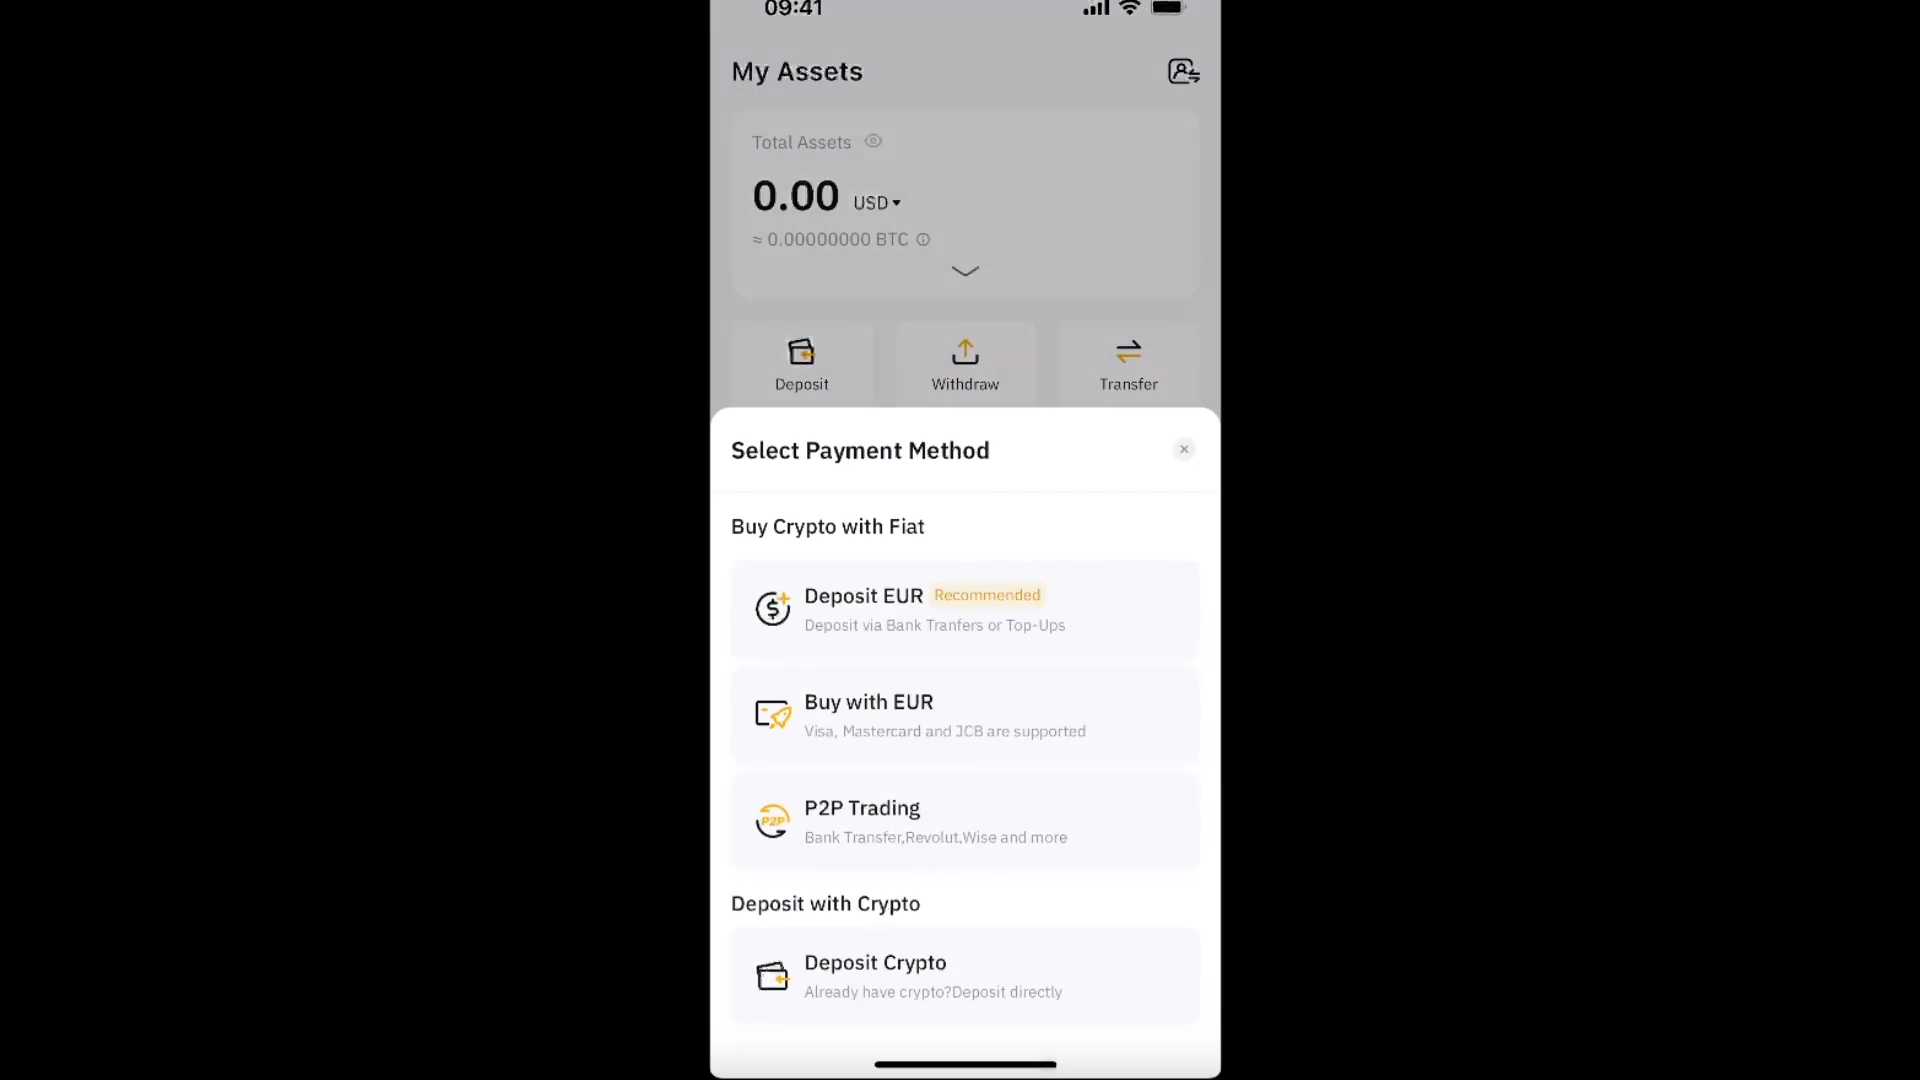 09:41
My Assets
Total Assets
0.00 USD
≈ 0.00000000 BTC
Deposit
Withdraw
Transfer
Select Payment Method
Buy Crypto with Fiat
Deposit EUR Recommended
Deposit via Bank Tranfers or Top-Ups
Buy with EUR
Visa, Mastercard and JCB are supported
P2P
P2P Trading
Bank Transfer,Revolut,Wise and more
Deposit with Crypto
Deposit Crypto
Already have crypto?Deposit directly